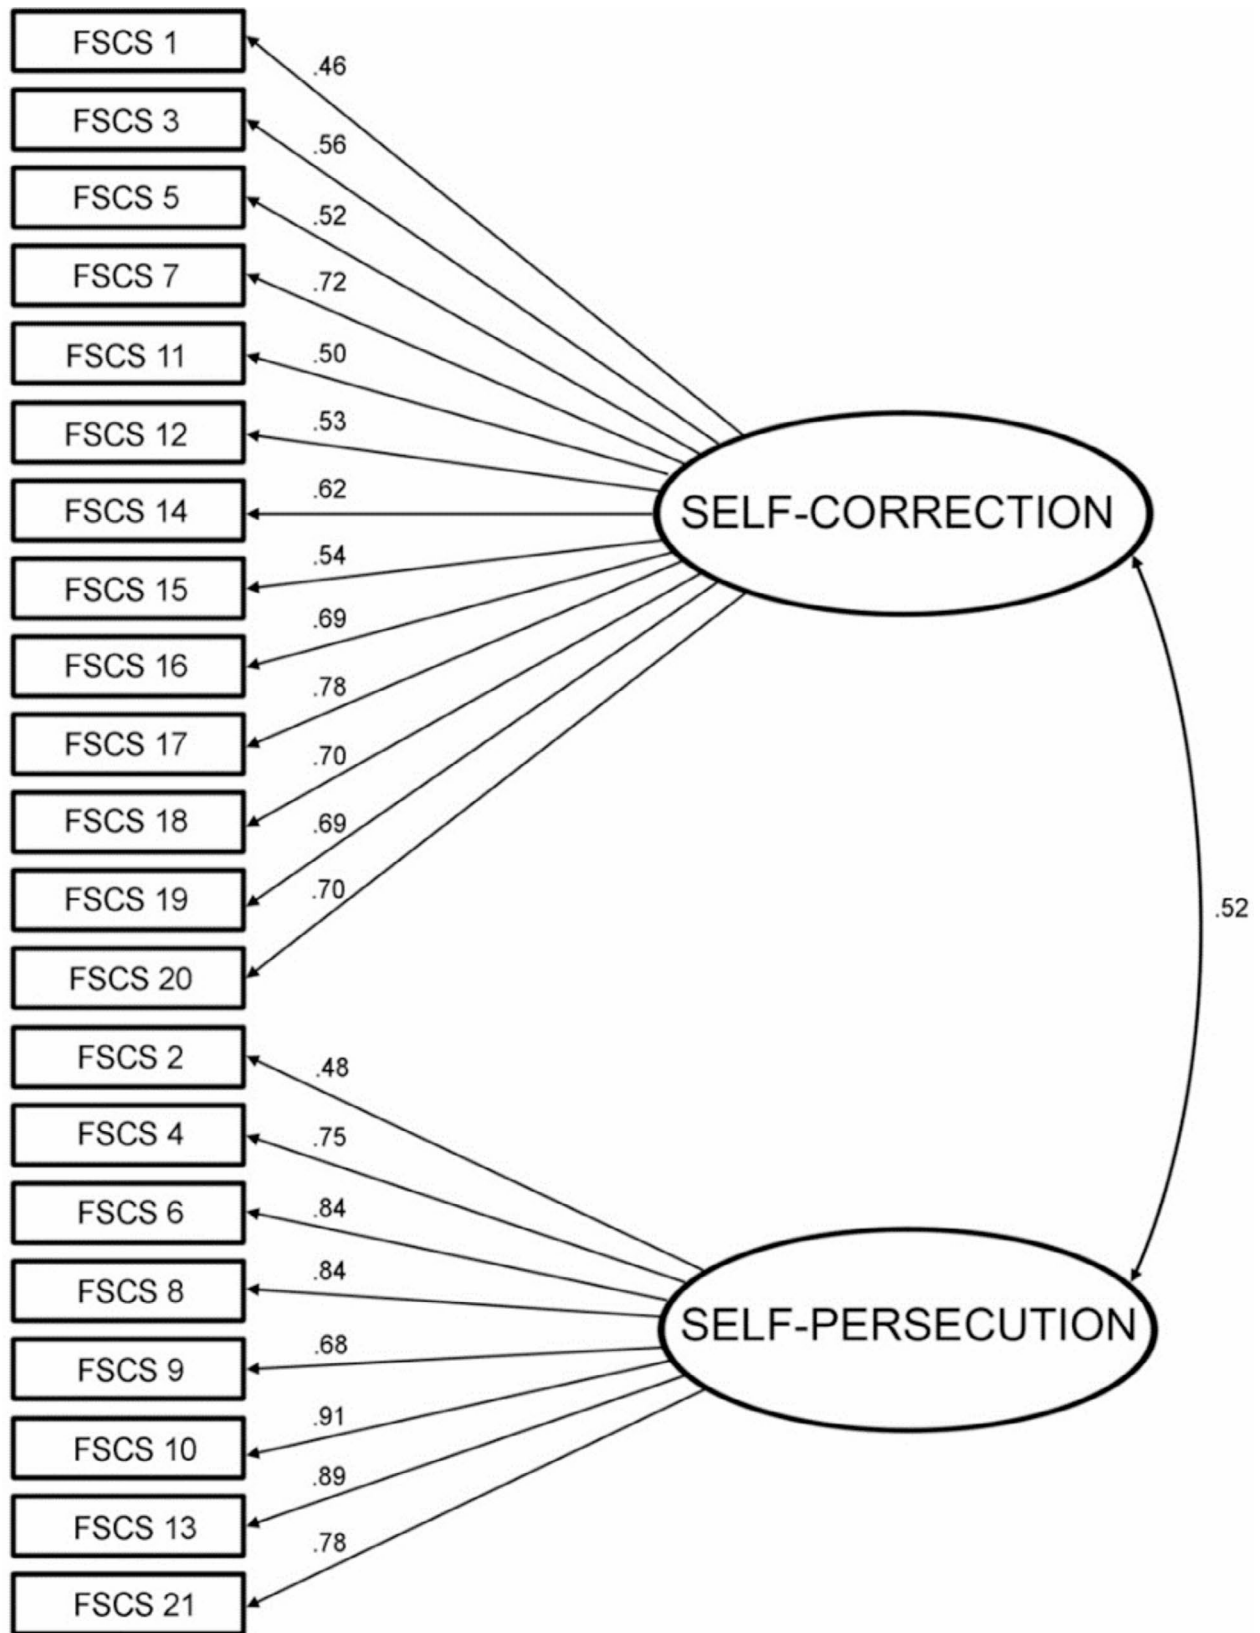 FSCS 1
.46
FSCS 3
.56
FSCS 5
.52
FSCS 7
.72
FSCS 11
.50
FSCS 12
.53
FSCS 14
.62
FSCS 15
.54
FSCS 16
.69
FSCS 17
.78
FSCS 18
.70
FSCS 19
.69
FSCS 20
.70
SELF-CORRECTION
.52
FSCS 2
.48
FSCS 4
.75
FSCS 6
.84
FSCS 8
.84
FSCS 9
.68
FSCS 10
.91
FSCS 13
.89
FSCS 21
.78
SELF-PERSECUTION